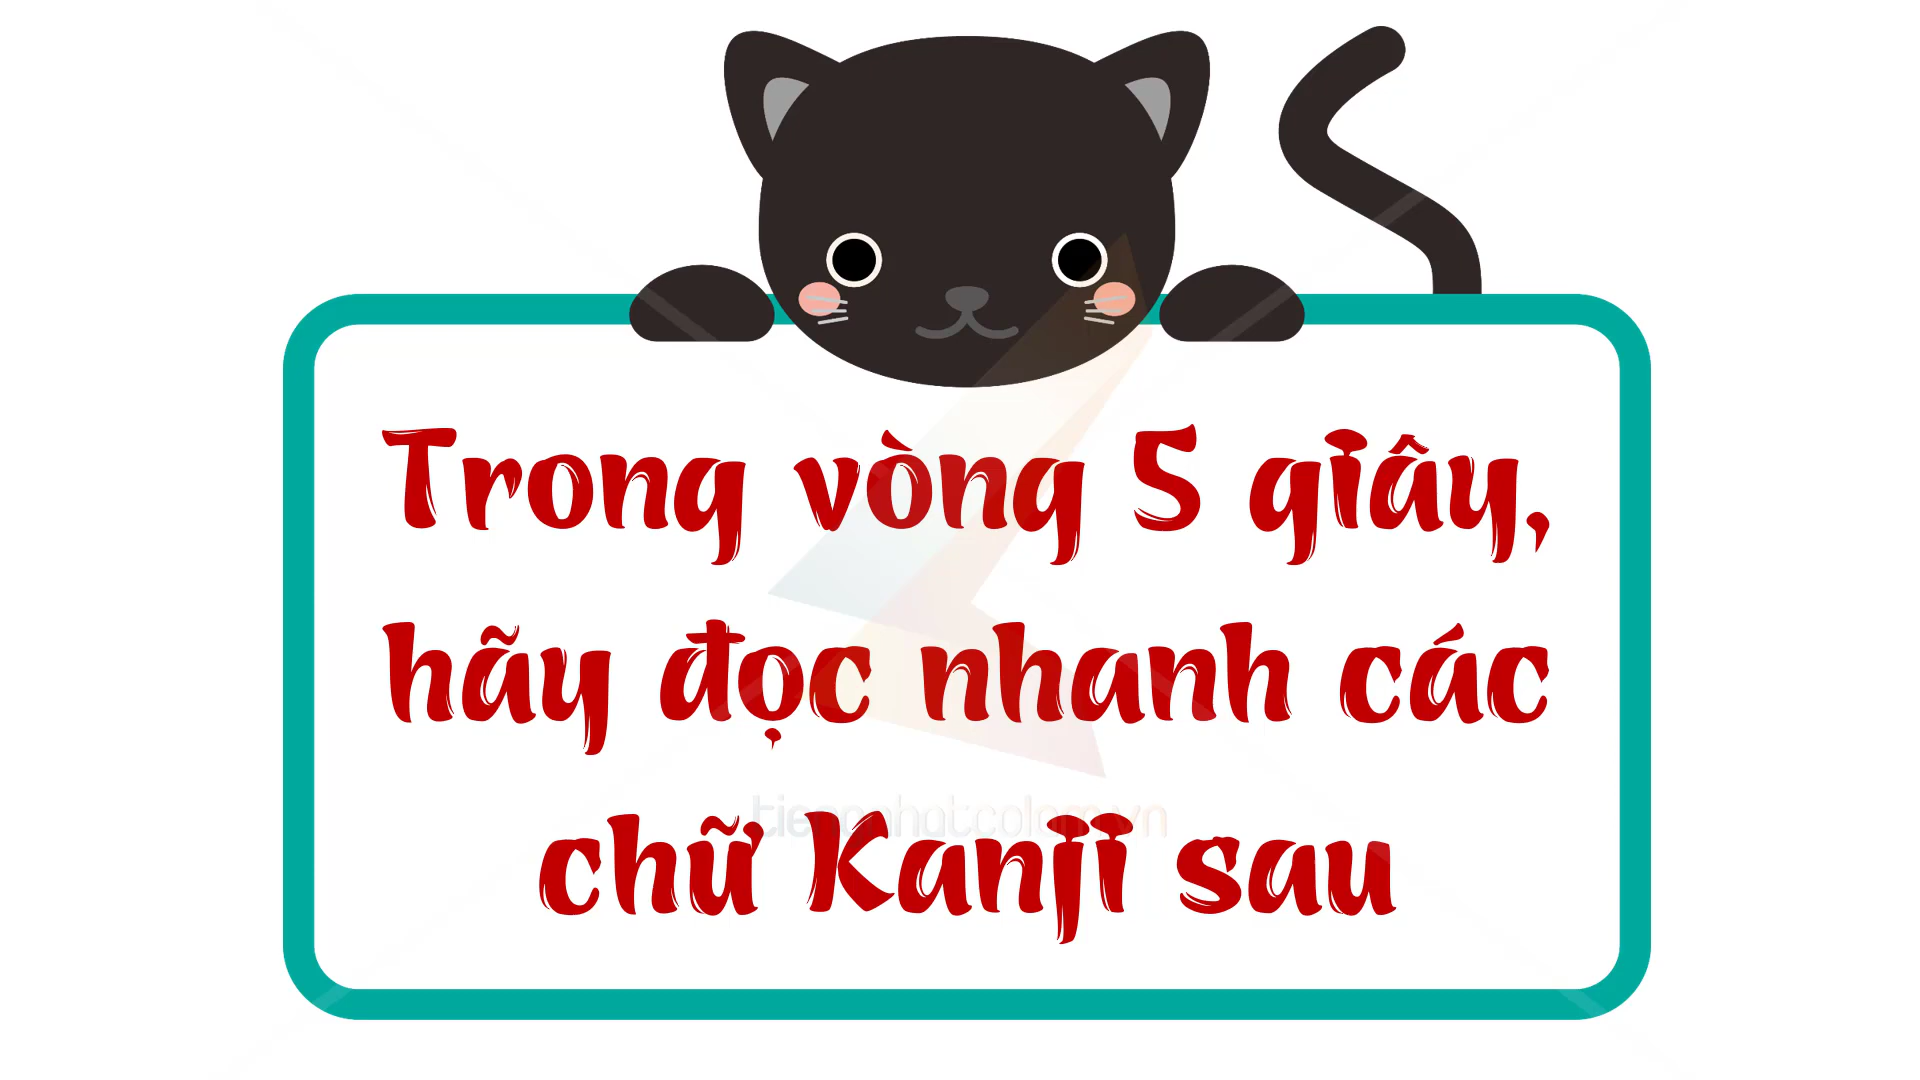 Trong vòng 5 giây,
hãy đọc nhanh các
chữ Kanji sau